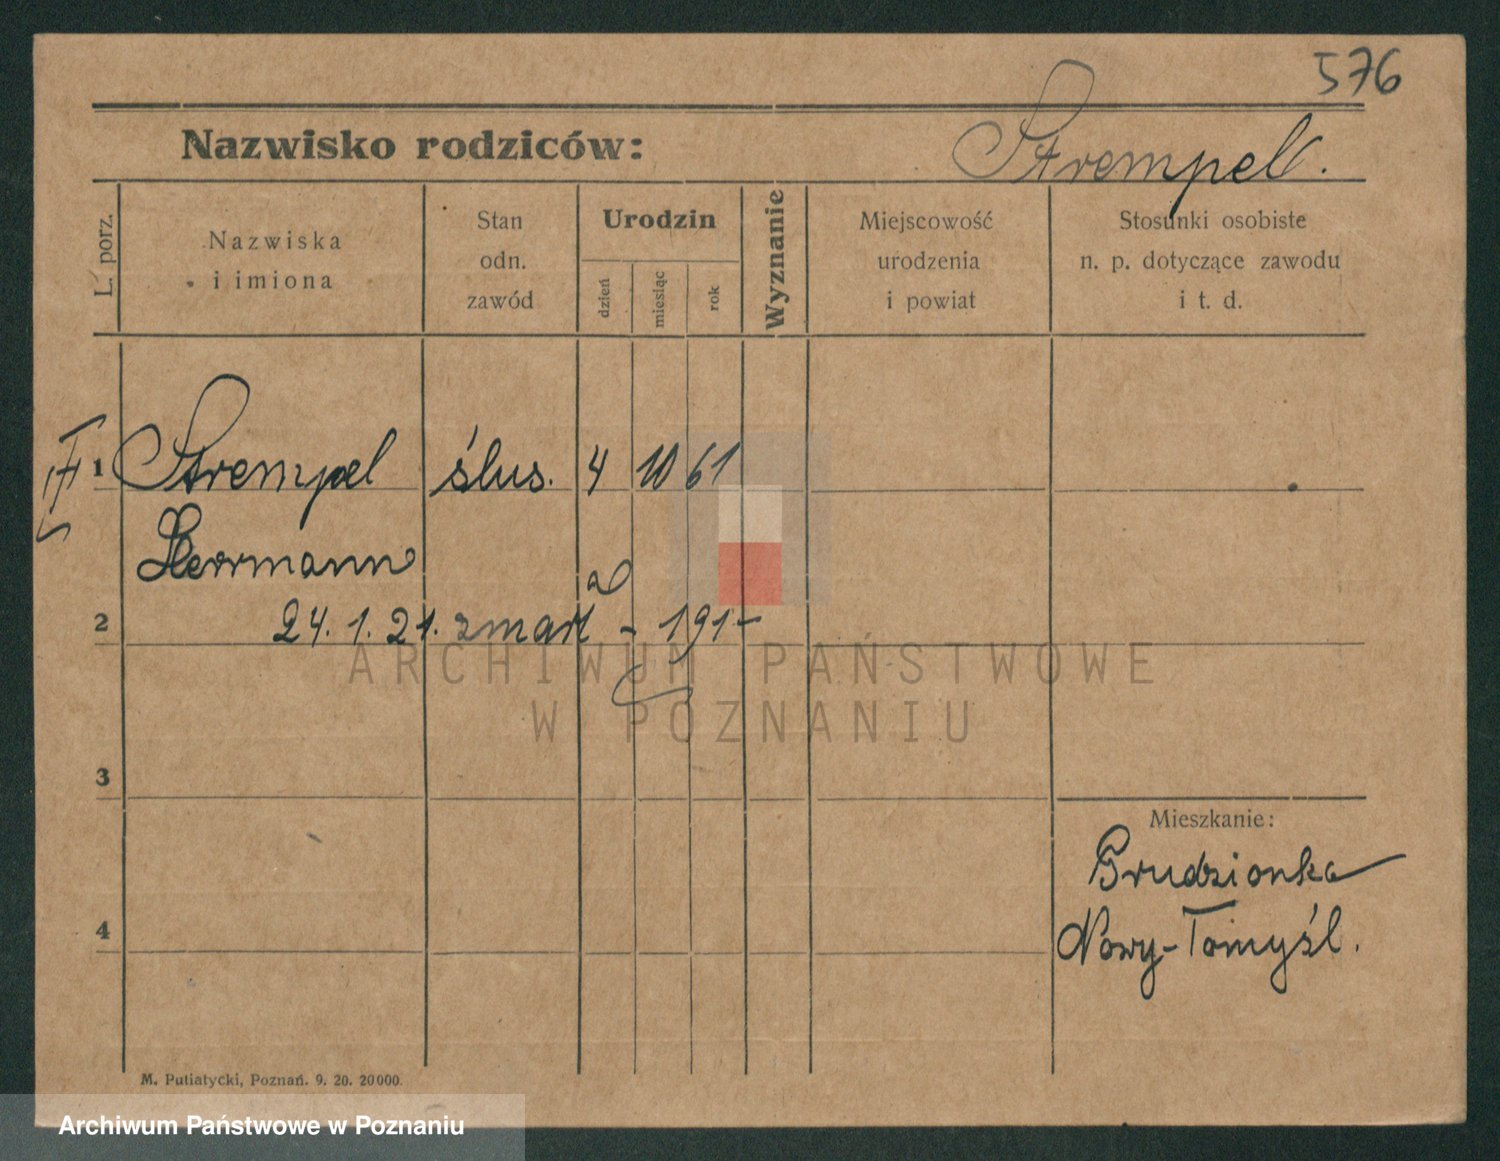 576
Nazwisko rodziców: Strempel.
L. porz.
Nazwiska
i imiona
Stan
odn.
zawód
Urodzin
dzień
miesiąc
rok
Wyznanie
Miejscowość
urodzenia
i powiat
Stosunki osobiste
n. p. dotyczące zawodu
i t. d.
1 Strempel ślus. 4 10 61
Herrmann
2 24. 1. 21. zmarł
ARCHIWUM PAŃSTWOWE
W POZNANIU
3
Mieszkanie:
Grudzionka
4 Nowy-Tomyśl.
M. Putiatycki, Poznań. 9. 20. 20000.
Archiwum Państwowe w Poznaniu